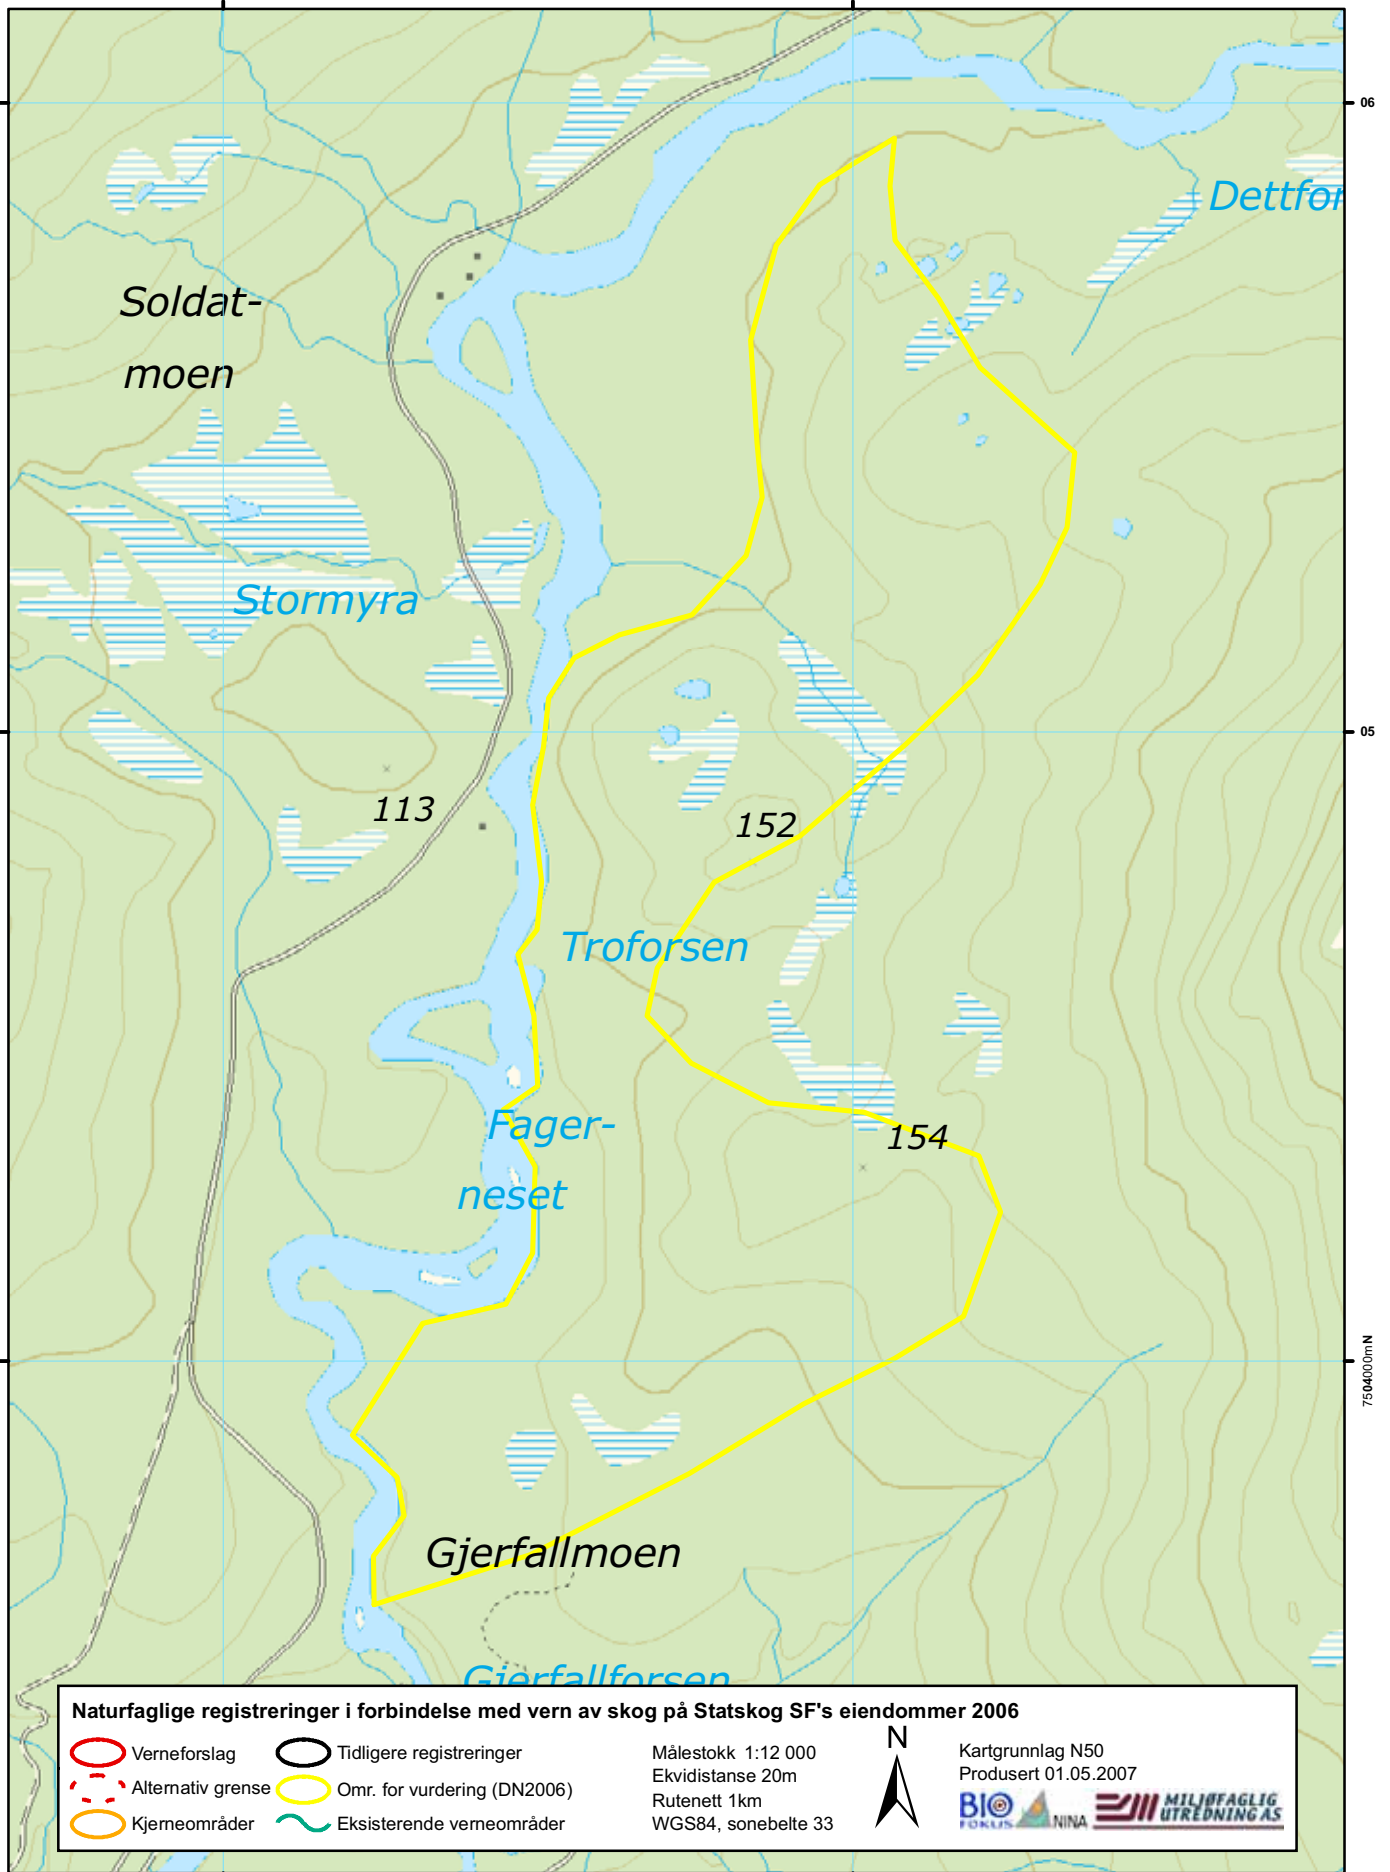 06
Dettfor
Soldat-
moen
Stormyra
05
113
152
Troforsen
Fager-
neset
154
7504000mN
Gjerfallmoen
Gjerfallforsen
Naturfaglige registreringer i forbindelse med vern av skog på Statskog SF's eiendommer 2006
Verneforslag
Alternativ grense
Kjerneområder
Tidligere registreringer
Omr. for vurdering (DN2006)
Eksisterende verneområder
Målestokk 1:12 000
Ekvidistanse 20m
Rutenett 1km
WGS84, sonebelte 33
N
Kartgrunnlag N50
Produsert 01.05.2007
BIO
FOKUS
NINA
MILJØFAGLIG
UTREDNING AS